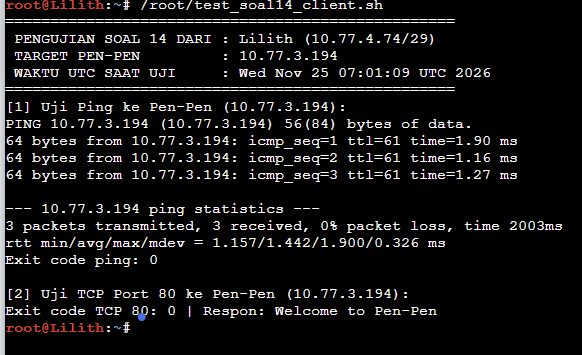 root@Lilith:~# /root/test_soal14_client.sh
==================================================
PENGUJIAN SOAL 14 DARI : Lilith (10.77.4.74/29)
TARGET PEN-PEN : 10.77.3.194
WAKTU UTC SAAT UJI : Wed Nov 25 07:01:09 UTC 2026
==================================================
[1] Uji Ping ke Pen-Pen (10.77.3.194):
PING 10.77.3.194 (10.77.3.194) 56(84) bytes of data.
64 bytes from 10.77.3.194: icmp_seq=1 ttl=61 time=1.90 ms
64 bytes from 10.77.3.194: icmp_seq=2 ttl=61 time=1.16 ms
64 bytes from 10.77.3.194: icmp_seq=3 ttl=61 time=1.27 ms
--- 10.77.3.194 ping statistics ---
3 packets transmitted, 3 received, 0% packet loss, time 2003ms
rtt min/avg/max/mdev = 1.157/1.442/1.900/0.326 ms
Exit code ping: 0
[2] Uji TCP Port 80 ke Pen-Pen (10.77.3.194):
Exit code TCP 80: 0 | Respon: Welcome to Pen-Pen
root@Lilith:~#